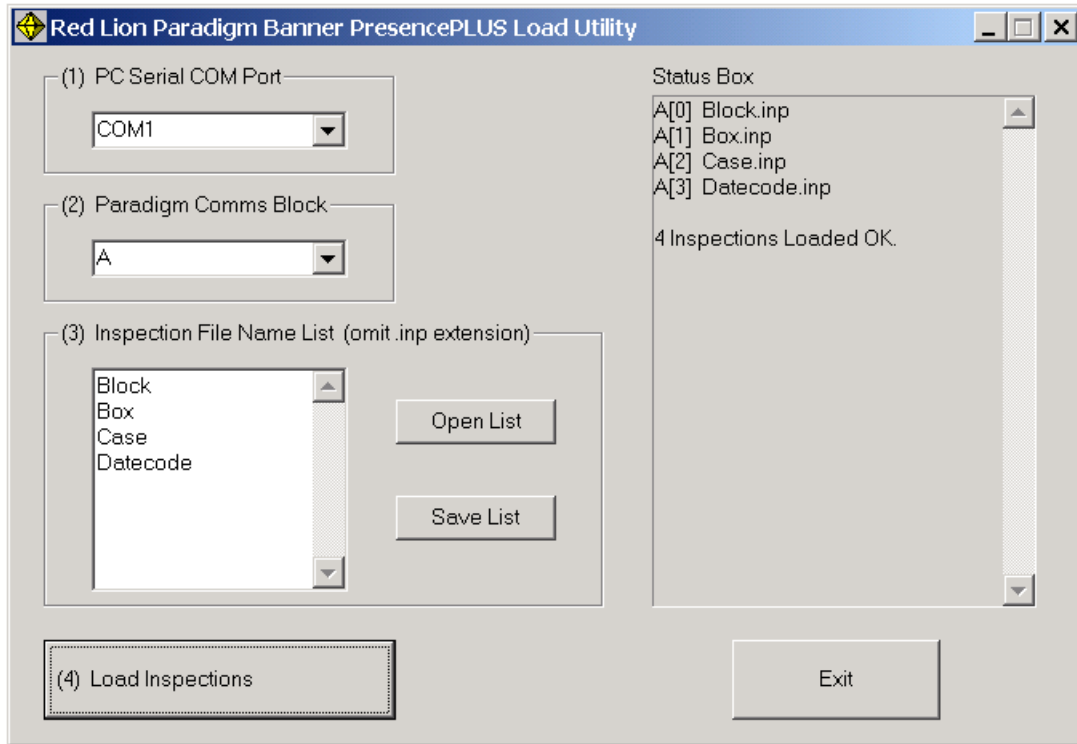 Red Lion Paradigm Banner PresencePLUS Load Utility
(1) PC Serial COM Port
COM1
(2) Paradigm Comms Block
A
(3) Inspection File Name List (omit .inp extension)
Block
Box
Case
Datecode
Open List
Save List
(4) Load Inspections
Status Box
A[0] Block.inp
A[1] Box.inp
A[2] Case.inp
A[3] Datecode.inp
4 Inspections Loaded OK.
Exit